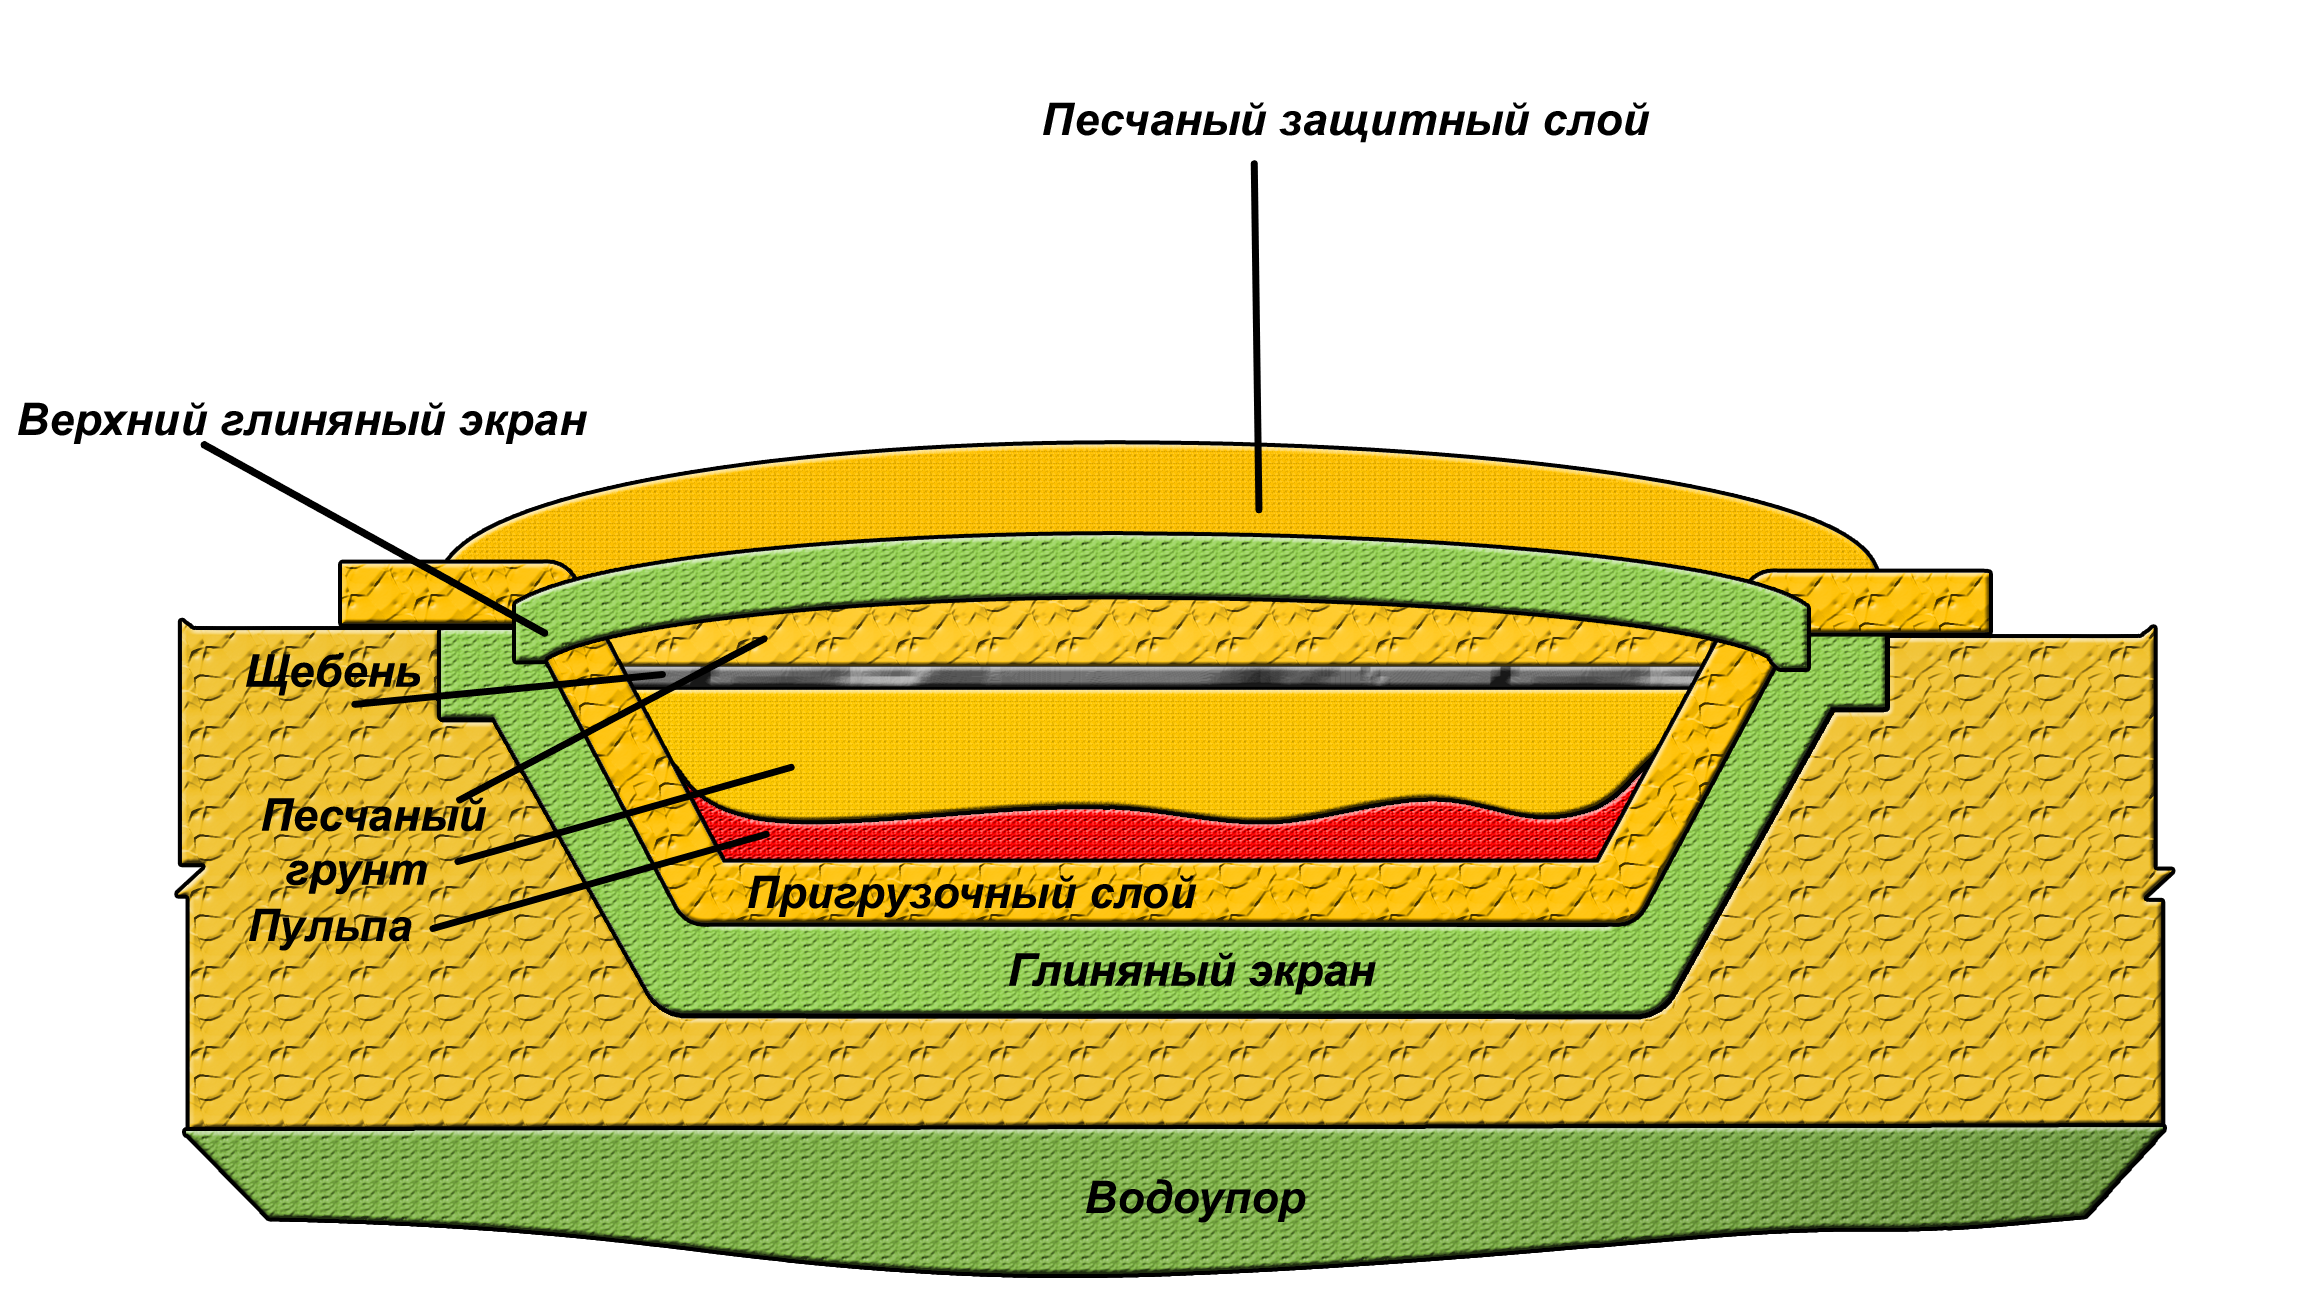 Песчаный защитный слой
Верхний глиняный экран
Щебень
Песчаный
грунт
Пульпа
Пригрузочный слой
Глиняный экран
Водоупор